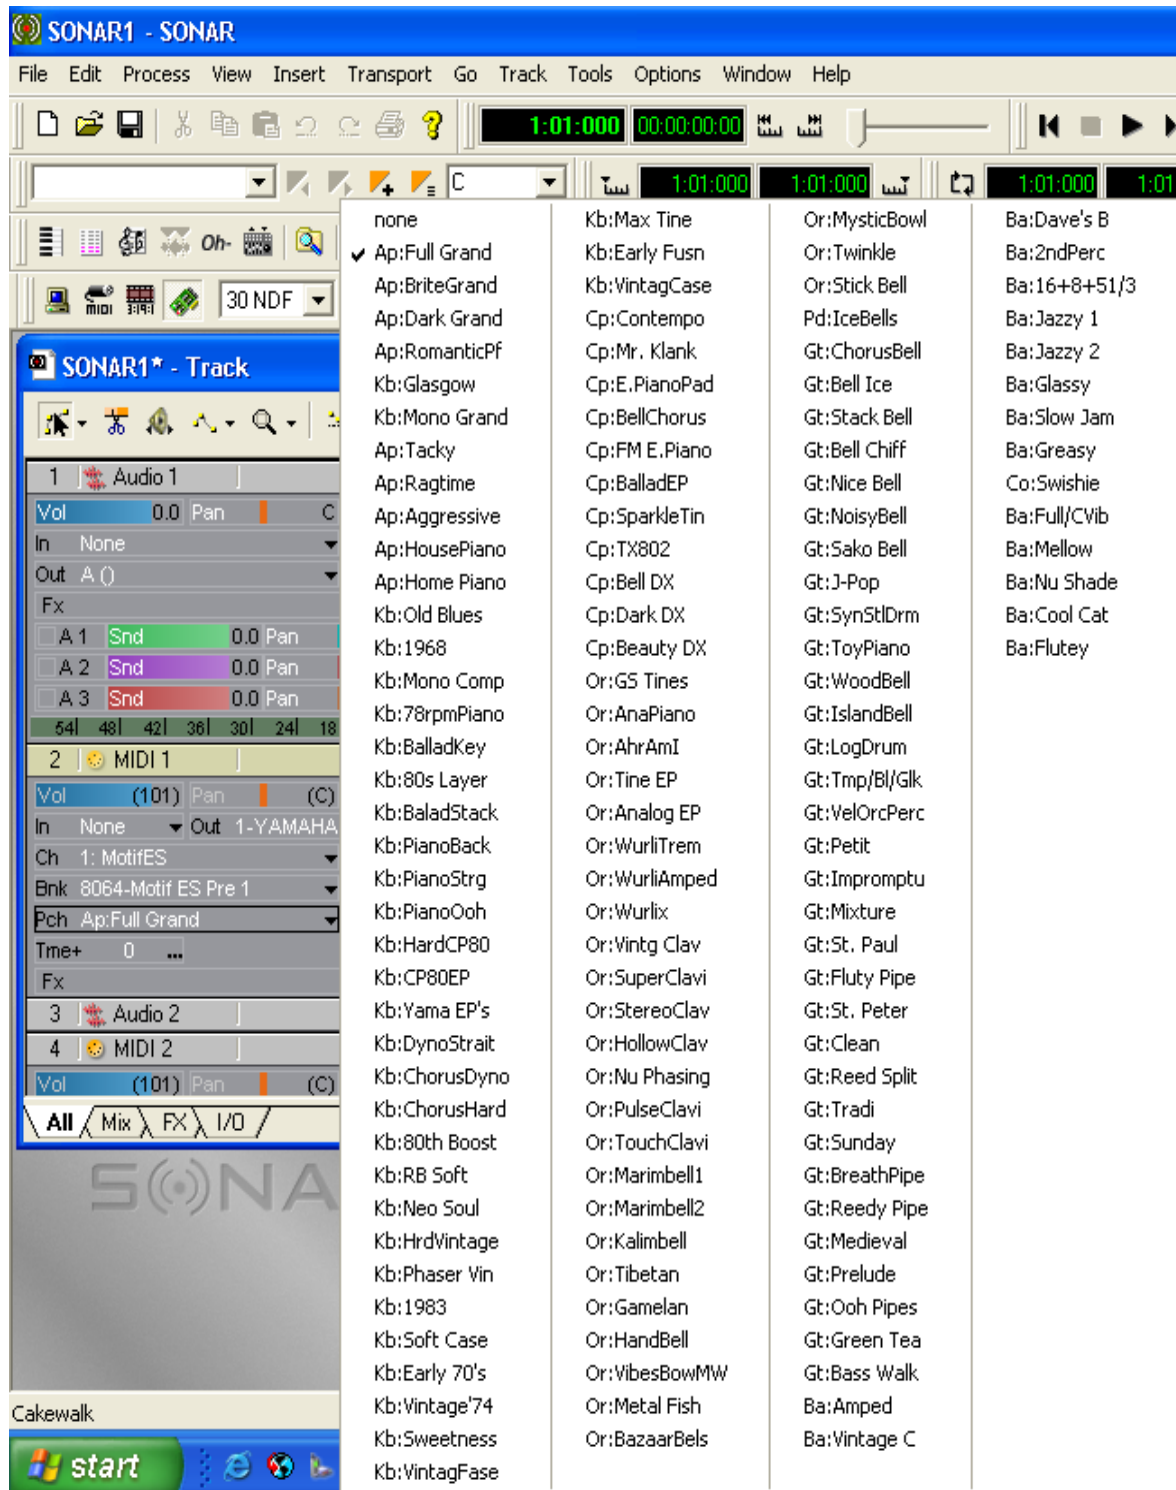 SONAR1 - SONAR
File Edit Process View Insert Transport Go Track Tools Options Window Help
1:01:000 00:00:00:00
C 1:01:000 1:01:000 1:01:000 1:01
Oh-
MIDI 30 NDF
SONAR1* - Track
1 Audio 1
Vol 0.0 Pan C
In None
Out A ()
Fx
A 1 Snd 0.0 Pan
A 2 Snd 0.0 Pan
A 3 Snd 0.0 Pan
54 48 42 36 30 24 18
2 MIDI 1
Vol (101) Pan (C)
In None Out 1-YAMAHA
Ch 1: MotifES
Bnk 8064-Motif ES Pre 1
Pch Ap:Full Grand
Tme+ 0 ...
Fx
3 Audio 2
4 MIDI 2
Vol (101) Pan (C)
All Mix FX I/O
SONA
Cakewalk
start
none
Ap:Full Grand
Ap:BriteGrand
Ap:Dark Grand
Ap:RomanticPf
Kb:Glasgow
Kb:Mono Grand
Ap:Tacky
Ap:Ragtime
Ap:Aggressive
Ap:HousePiano
Ap:Home Piano
Kb:Old Blues
Kb:1968
Kb:Mono Comp
Kb:78rpmPiano
Kb:BalladKey
Kb:80s Layer
Kb:BaladStack
Kb:PianoBack
Kb:PianoStrg
Kb:PianoOoh
Kb:HardCP80
Kb:CP80EP
Kb:Yama EP's
Kb:DynoStrait
Kb:ChorusDyno
Kb:ChorusHard
Kb:80th Boost
Kb:RB Soft
Kb:Neo Soul
Kb:HrdVintage
Kb:Phaser Vin
Kb:1983
Kb:Soft Case
Kb:Early 70's
Kb:Vintage'74
Kb:Sweetness
Kb:VintagFase
Kb:Max Tine
Kb:Early Fusn
Kb:VintagCase
Cp:Contempo
Cp:Mr. Klank
Cp:E.PianoPad
Cp:BellChorus
Cp:FM E.Piano
Cp:BalladEP
Cp:SparkleTin
Cp:TX802
Cp:Bell DX
Cp:Dark DX
Cp:Beauty DX
Or:GS Tines
Or:AnaPiano
Or:AhrAmI
Or:Tine EP
Or:Analog EP
Or:WurliTrem
Or:WurliAmped
Or:Wurlix
Or:Vintg Clav
Or:SuperClavi
Or:StereoClav
Or:HollowClav
Or:Nu Phasing
Or:PulseClavi
Or:TouchClavi
Or:Marimbell1
Or:Marimbell2
Or:Kalimbell
Or:Tibetan
Or:Gamelan
Or:HandBell
Or:VibesBowMW
Or:Metal Fish
Or:BazaarBels
Or:MysticBowl
Or:Twinkle
Or:Stick Bell
Pd:IceBells
Gt:ChorusBell
Gt:Bell Ice
Gt:Stack Bell
Gt:Bell Chiff
Gt:Nice Bell
Gt:NoisyBell
Gt:Sako Bell
Gt:J-Pop
Gt:SynStlDrm
Gt:ToyPiano
Gt:WoodBell
Gt:IslandBell
Gt:LogDrum
Gt:Tmp/Bl/Glk
Gt:VelOrcPerc
Gt:Petit
Gt:Impromptu
Gt:Mixture
Gt:St. Paul
Gt:Fluty Pipe
Gt:St. Peter
Gt:Clean
Gt:Reed Split
Gt:Tradi
Gt:Sunday
Gt:BreathPipe
Gt:Reedy Pipe
Gt:Medieval
Gt:Prelude
Gt:Ooh Pipes
Gt:Green Tea
Gt:Bass Walk
Ba:Amped
Ba:Vintage C
Ba:Dave's B
Ba:2ndPerc
Ba:16+8+51/3
Ba:Jazzy 1
Ba:Jazzy 2
Ba:Glassy
Ba:Slow Jam
Ba:Greasy
Co:Swishie
Ba:Full/CVib
Ba:Mellow
Ba:Nu Shade
Ba:Cool Cat
Ba:Flutey